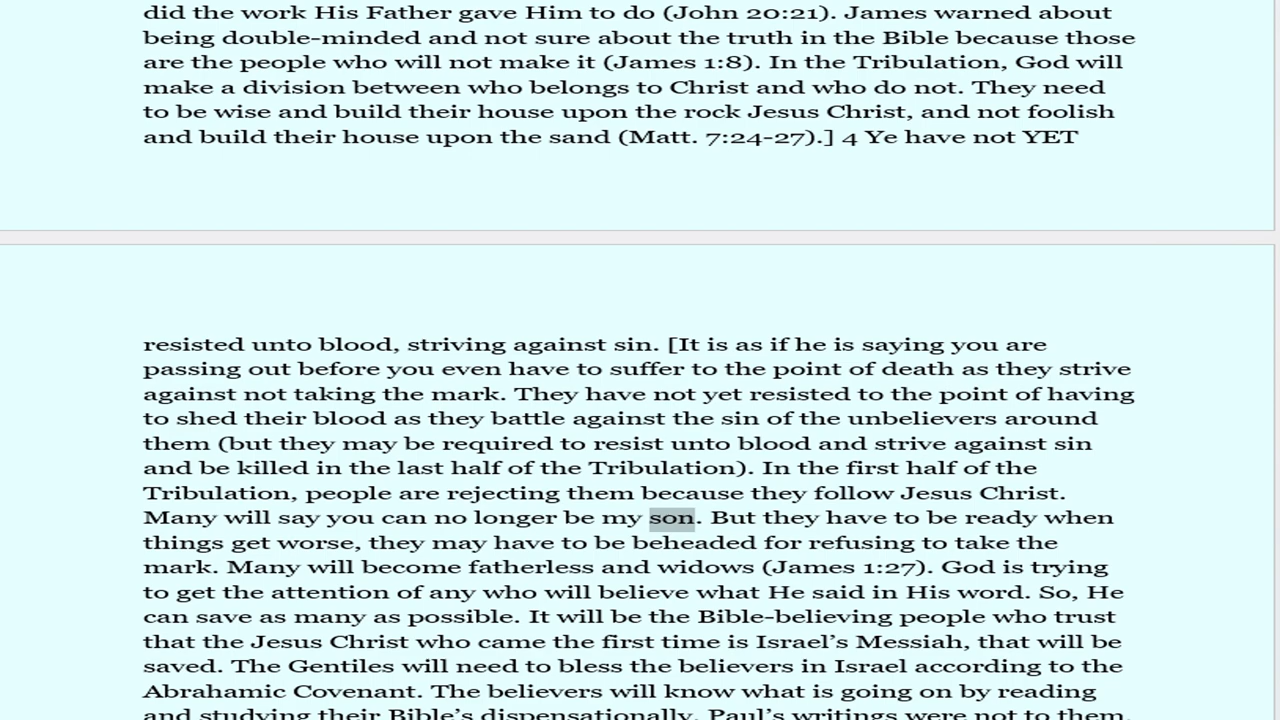 did the work His Father gave Him to do (John 20:21). James warned about
being double-minded and not sure about the truth in the Bible because those
are the people who will not make it (James 1:8). In the Tribulation, God will
make a division between who belongs to Christ and who do not. They need
to be wise and build their house upon the rock Jesus Christ, and not foolish
and build their house upon the sand (Matt. 7:24-27).] 4 Ye have not YET
resisted unto blood, striving against sin. [It is as if he is saying you are
passing out before you even have to suffer to the point of death as they strive
against not taking the mark. They have not yet resisted to the point of having
to shed their blood as they battle against the sin of the unbelievers around
them (but they may be required to resist unto blood and strive against sin
and be killed in the last half of the Tribulation). In the first half of the
Tribulation, people are rejecting them because they follow Jesus Christ.
Many will say you can no longer be my son. But they have to be ready when
things get worse, they may have to be beheaded for refusing to take the
mark. Many will become fatherless and widows (James 1:27). God is trying
to get the attention of any who will believe what He said in His word. So, He
can save as many as possible. It will be the Bible-believing people who trust
that the Jesus Christ who came the first time is Israel's Messiah, that will be
saved. The Gentiles will need to bless the believers in Israel according to the
Abrahamic Covenant. The believers will know what is going on by reading
and studying their Bible's dispensationally. Paul's writings were not to them,